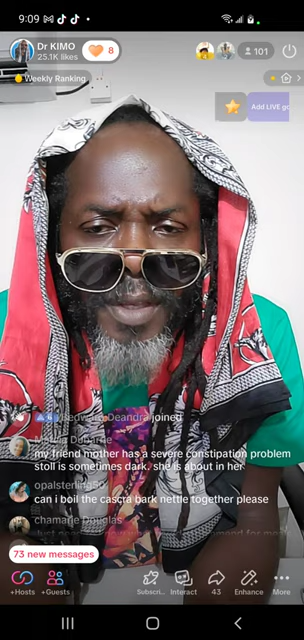 9:09
Dr KIMO
25.1K likes
8
101
Weekly Ranking
Add LIVE go
Deandra joined
my friend mother has a severe constipation problem
stoll is sometimes dark. she is about in her
opalsterling50
can i boil the cascra bark nettle together please
chamarie Douglas
73 new messages
+Hosts
+Guests
Subscri...
Interact
43
Enhance
More